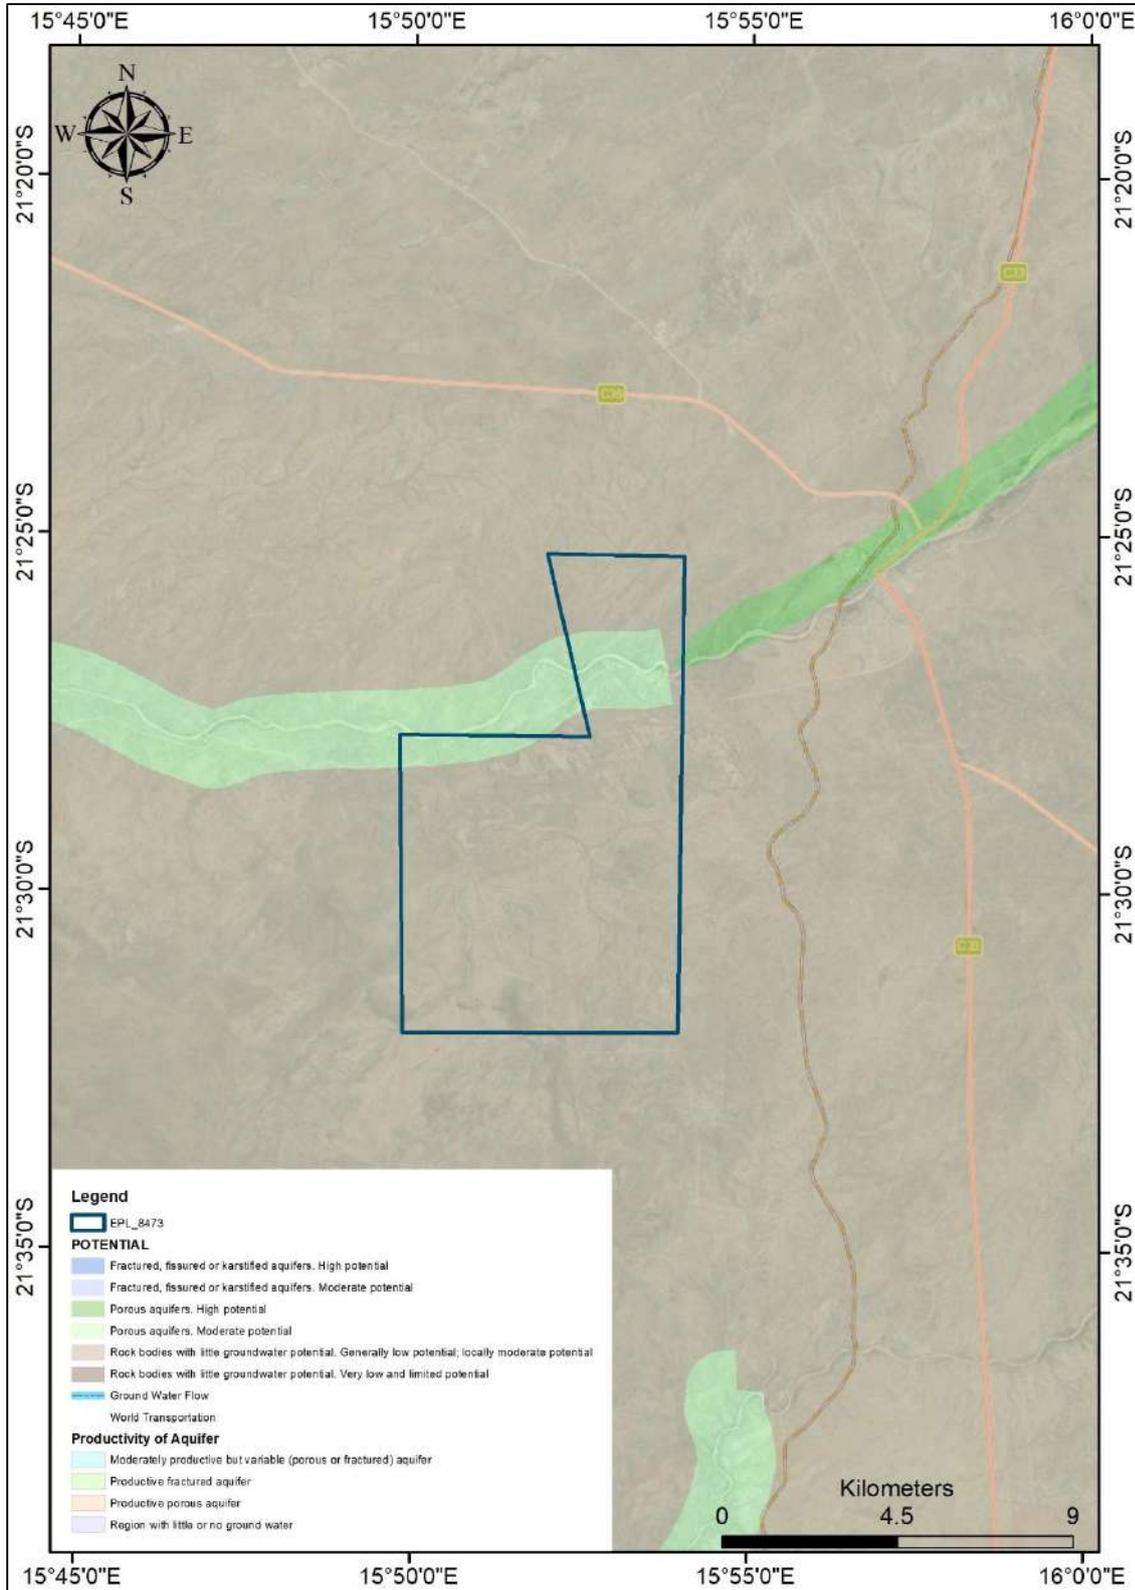 15°45'0"E 15°50'0"E 15°55'0"E 16°0'0"E
N
W E
S
21°20'0"S 21°20'0"S
C33
21°25'0"S 21°25'0"S
21°30'0"S 21°30'0"S
21°35'0"S 21°35'0"S
Legend
EPL_8473
POTENTIAL
Fractured, fissured or karstified aquifers. High potential
Fractured, fissured or karstified aquifers. Moderate potential
Porous aquifers. High potential
Porous aquifers. Moderate potential
Rock bodies with little groundwater potential. Generally low potential; locally moderate potential
Rock bodies with little groundwater potential. Very low and limited potential
Ground Water Flow
World Transportation
Productivity of Aquifer
Moderately productive but variable (porous or fractured) aquifer
Productive fractured aquifer
Productive porous aquifer
Region with little or no ground water
Kilometers
0 4.5 9
15°45'0"E 15°50'0"E 15°55'0"E 16°0'0"E